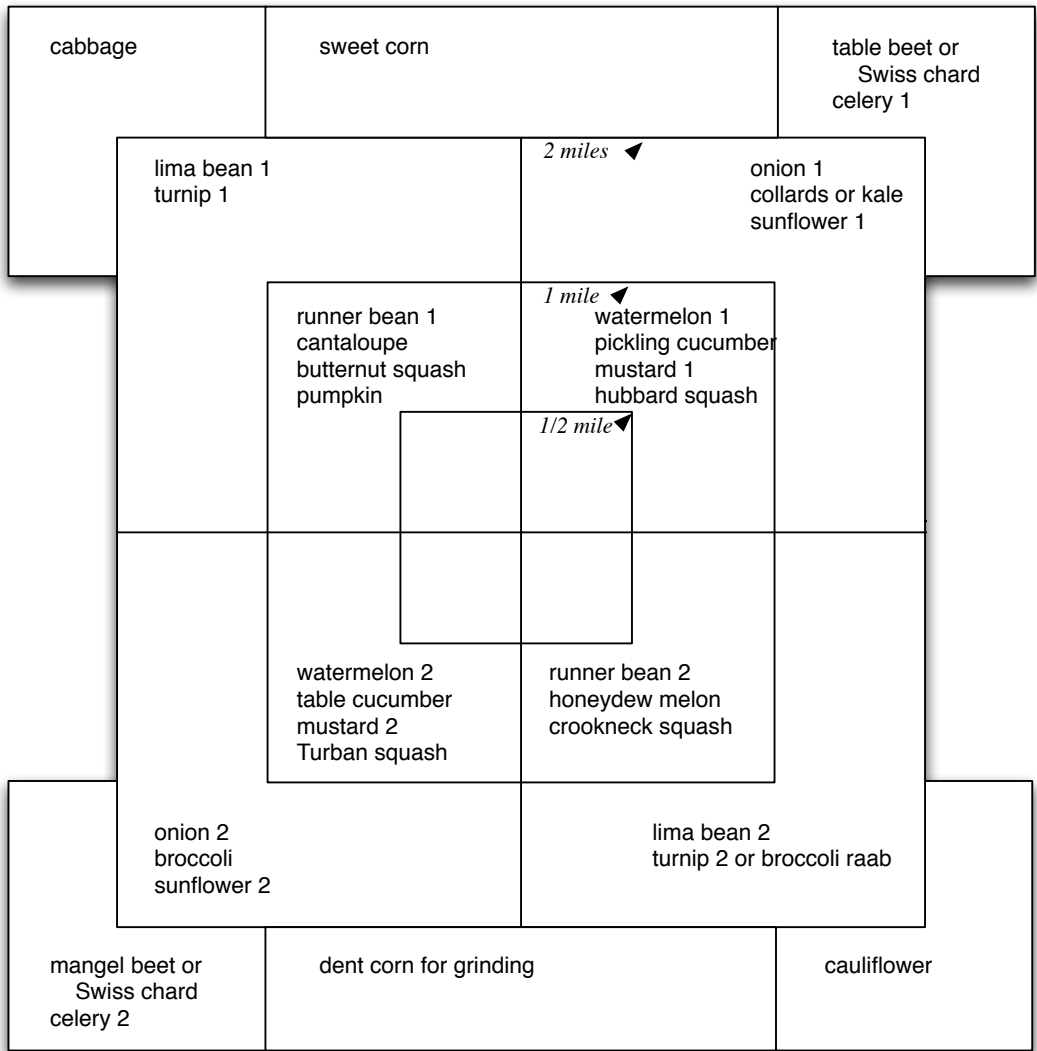 cabbage
sweet corn
table beet or
Swiss chard
celery 1
lima bean 1
turnip 1
2 miles
onion 1
collards or kale
sunflower 1
1 mile
runner bean 1
cantaloupe
butternut squash
pumpkin
watermelon 1
pickling cucumber
mustard 1
hubbard squash
1/2 mile
watermelon 2
table cucumber
mustard 2
Turban squash
runner bean 2
honeydew melon
crookneck squash
onion 2
broccoli
sunflower 2
lima bean 2
turnip 2 or broccoli raab
mangel beet or
Swiss chard
celery 2
dent corn for grinding
cauliflower